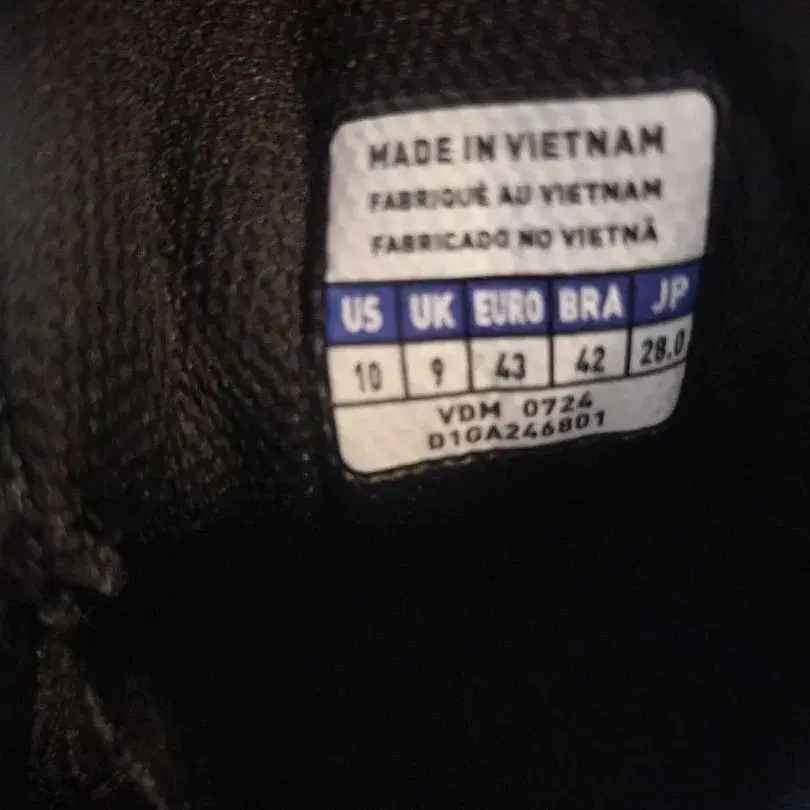 MADE IN VIETNAM
FABRIQUÉ AU VIETNAM
FABRICADO NO VIETNÃ
US UK EURO BRA JP
10 9 43 42 28.0
VDM 0724
D1GA246801